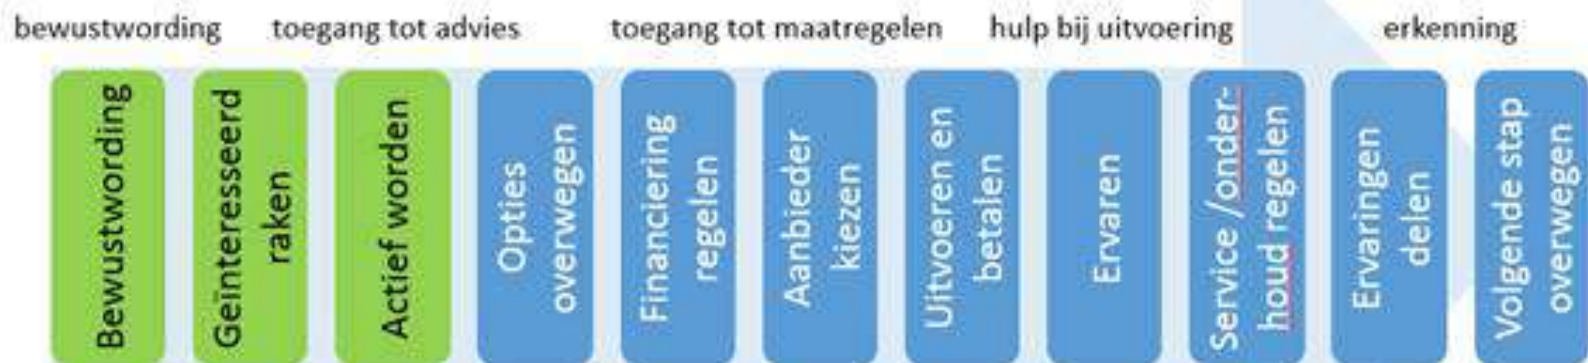 bewustwording
toegang tot advies
toegang tot maatregelen
hulp bij uitvoering
erkenning
Bewustwording
Geïnteresseerd
raken
Actief worden
Opties
overwegen
Financiering
regelen
Aanbieder
kiezen
Uitvoeren en
betalen
Ervaren
Service /onder-
houd regelen
Ervaringen
delen
Volgende stap
overwegen